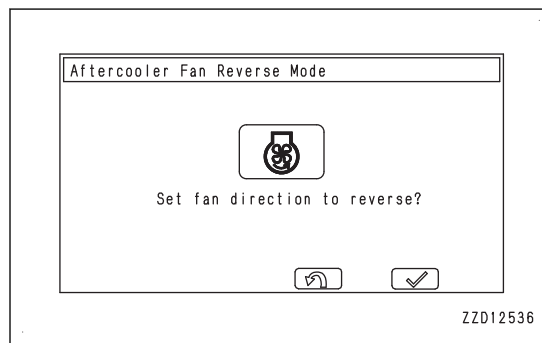 Aftercooler Fan Reverse Mode
Set fan direction to reverse?
ZZD12536